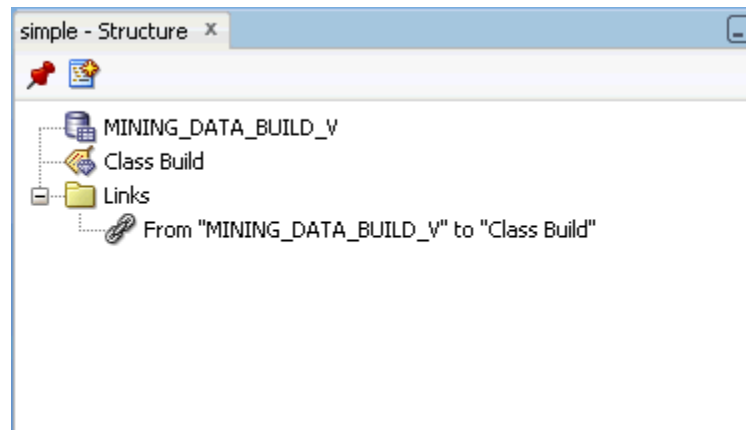 simple - Structure x
MINING_DATA_BUILD_V
Class Build
Links
From "MINING_DATA_BUILD_V" to "Class Build"